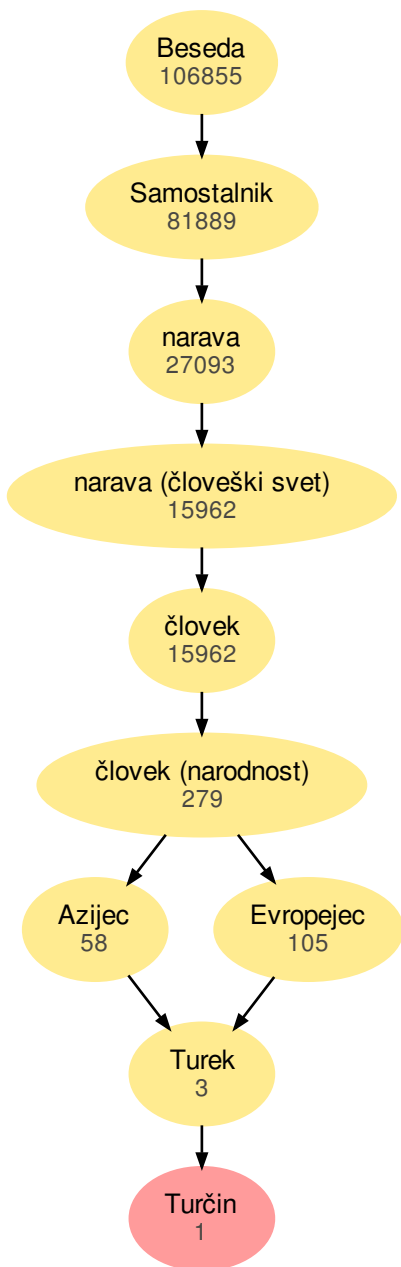 Beseda
106855
Samostalnik
81889
narava
27093
narava (človeški svet)
15962
človek
15962
človek (narodnost)
279
Azijec
58
Evropejec
105
Turek
3
Turčin
1